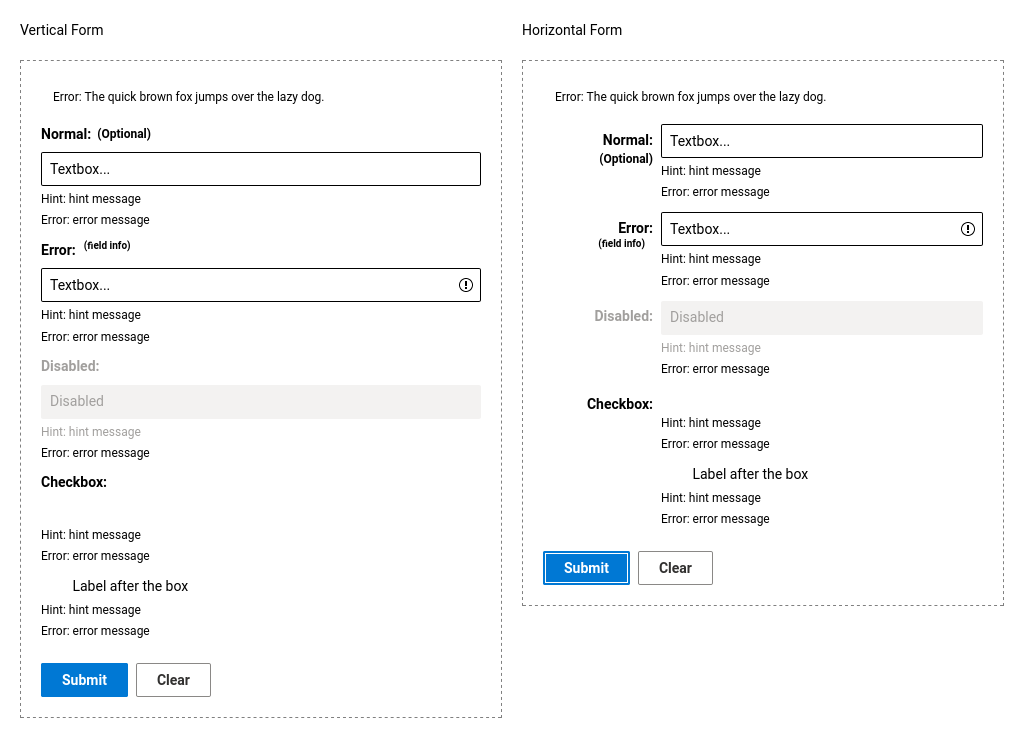 Vertical Form
Error: The quick brown fox jumps over the lazy dog.
Normal: (Optional)
Textbox...
Hint: hint message
Error: error message
Error: (field info)
Textbox...
Hint: hint message
Error: error message
Disabled:
Disabled
Hint: hint message
Error: error message
Checkbox:
Hint: hint message
Error: error message
Label after the box
Hint: hint message
Error: error message
Submit Clear
Horizontal Form
Error: The quick brown fox jumps over the lazy dog.
Normal: Textbox...
(Optional)
Hint: hint message
Error: error message
Error: Textbox...
(field info)
Hint: hint message
Error: error message
Disabled: Disabled
Hint: hint message
Error: error message
Checkbox:
Hint: hint message
Error: error message
Label after the box
Hint: hint message
Error: error message
Submit Clear